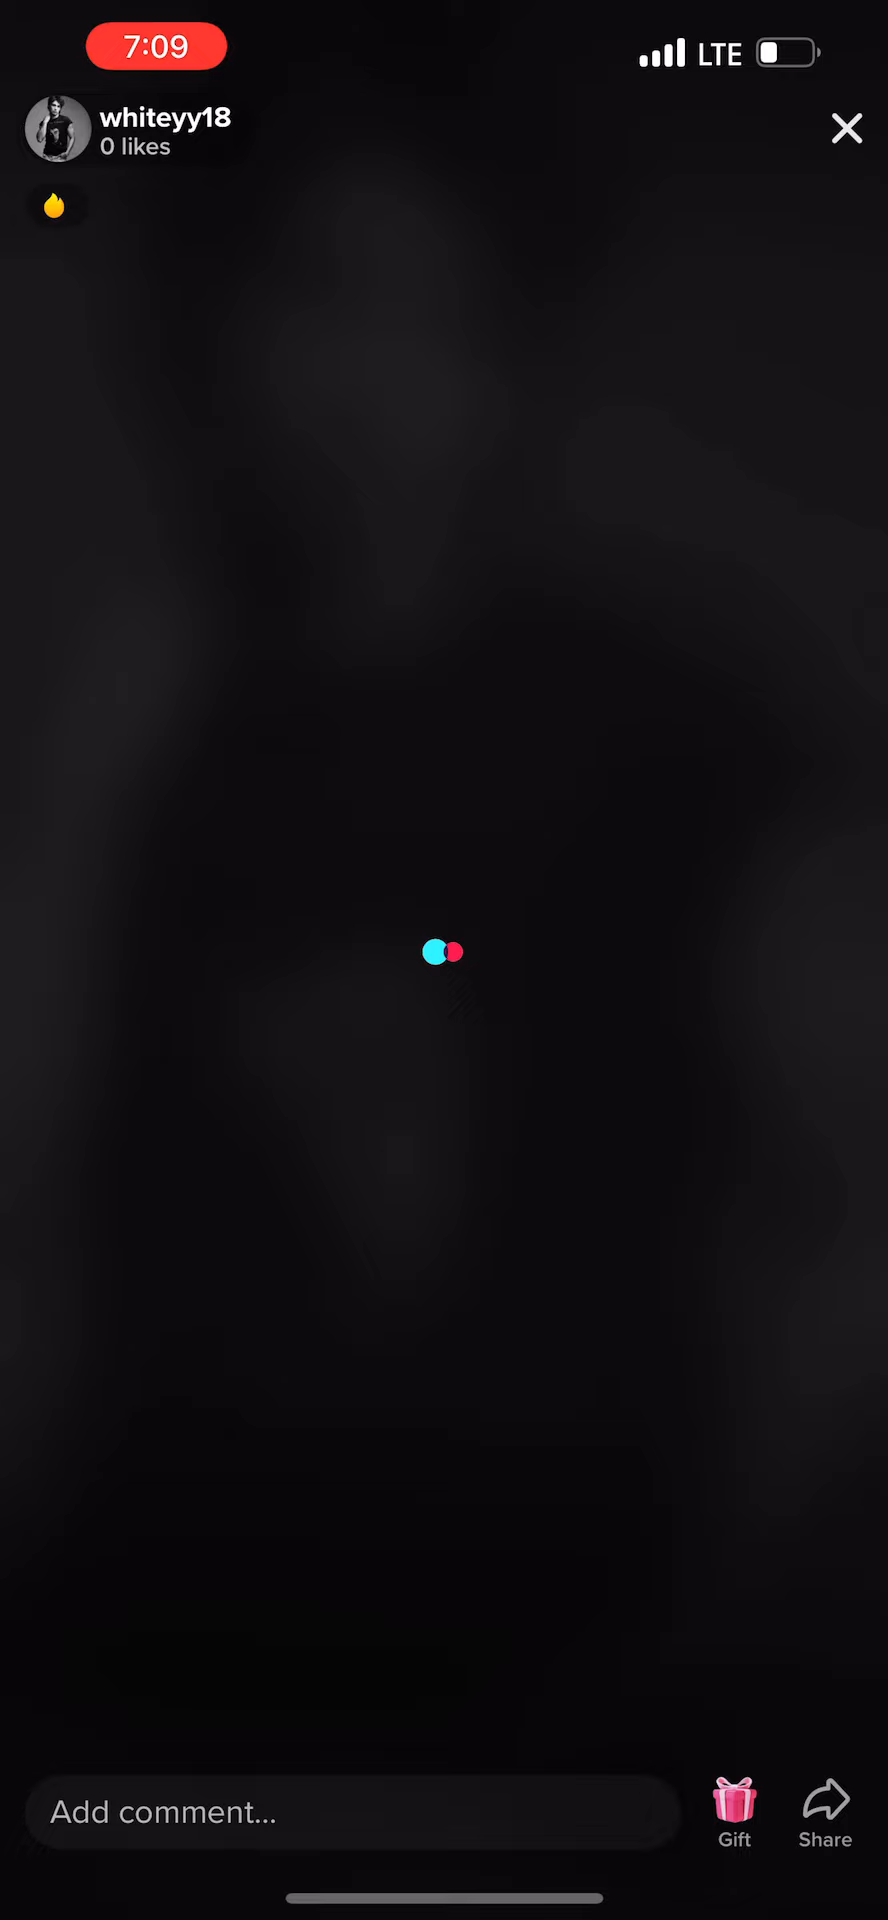 7:09
LTE
whiteyy18
0 likes
Add comment...
Gift
Share